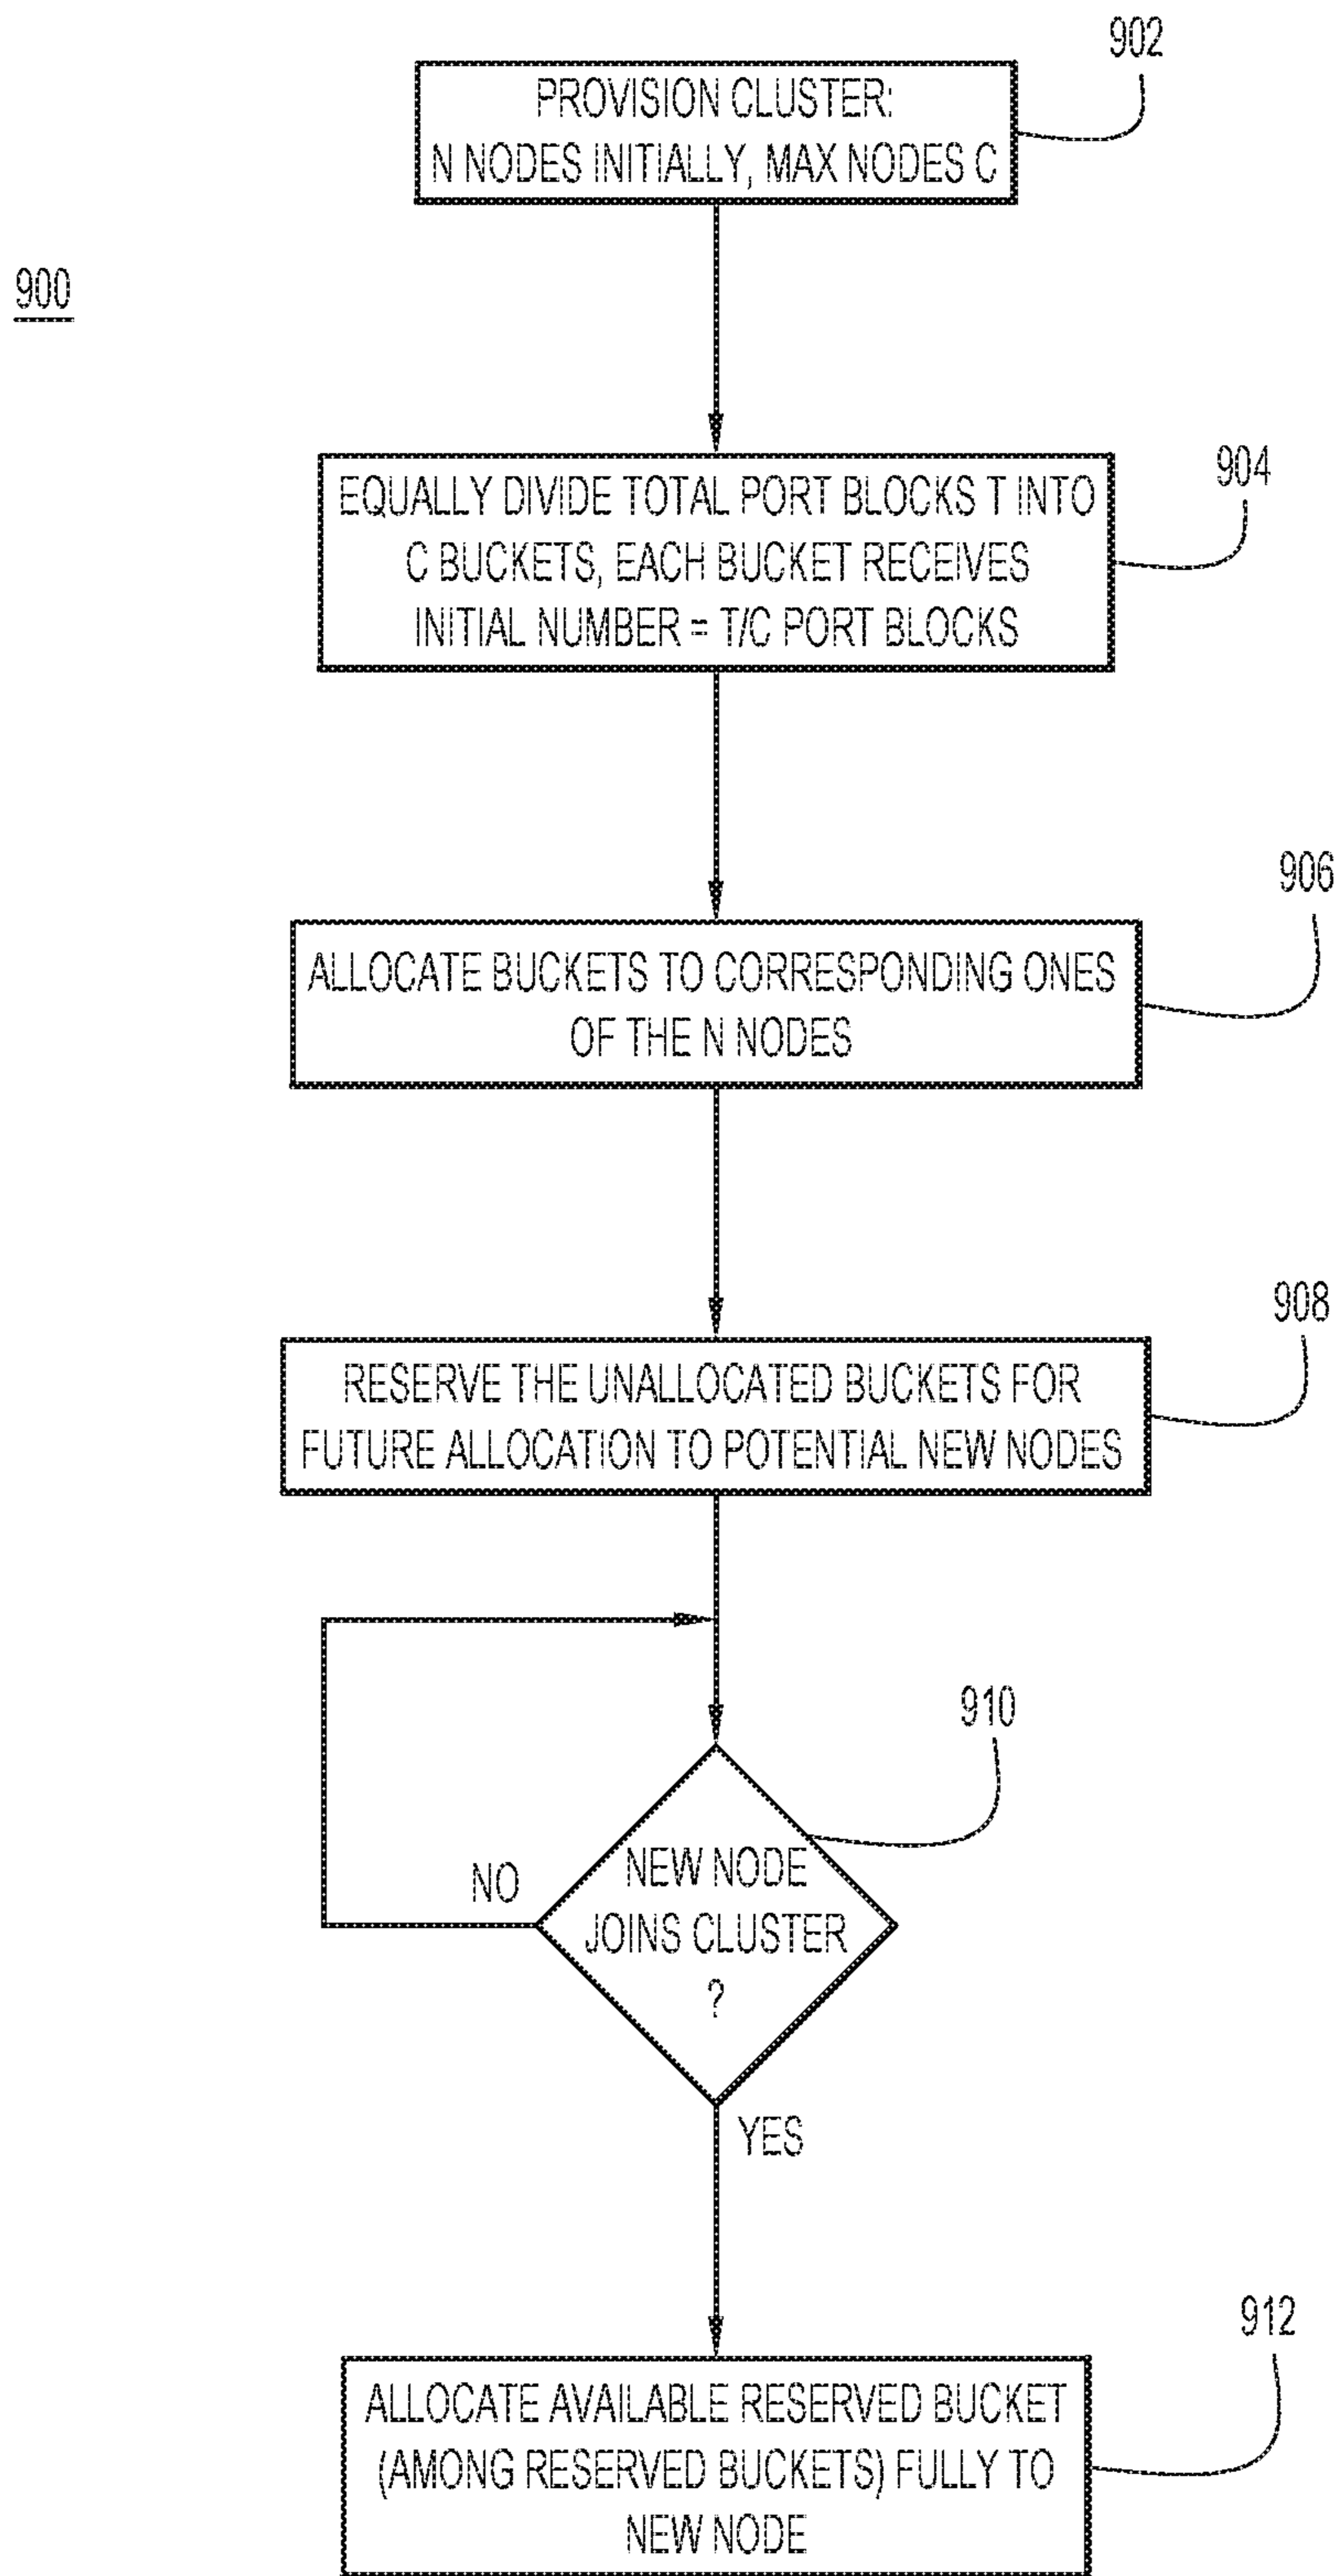 902
PROVISION CLUSTER:
N NODES INITIALLY, MAX NODES C
900
904
EQUALLY DIVIDE TOTAL PORT BLOCKS T INTO
C BUCKETS, EACH BUCKET RECEIVES
INITIAL NUMBER = T/C PORT BLOCKS
906
ALLOCATE BUCKETS TO CORRESPONDING ONES
OF THE N NODES
908
RESERVE THE UNALLOCATED BUCKETS FOR
FUTURE ALLOCATION TO POTENTIAL NEW NODES
910
NEW NODE
JOINS CLUSTER
?
NO
YES
912
ALLOCATE AVAILABLE RESERVED BUCKET
(AMONG RESERVED BUCKETS) FULLY TO
NEW NODE